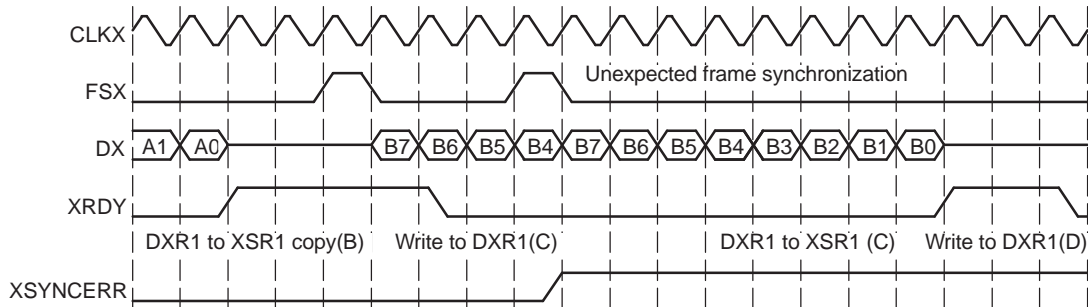 CLKX
Unexpected frame synchronization
FSX
DX A1 A0 B7 B6 B5 B4 B7 B6 B5 B4 B3 B2 B1 B0
XRDY
DXR1 to XSR1 copy(B) Write to DXR1(C) DXR1 to XSR1 (C) Write to DXR1(D)
XSYNCERR